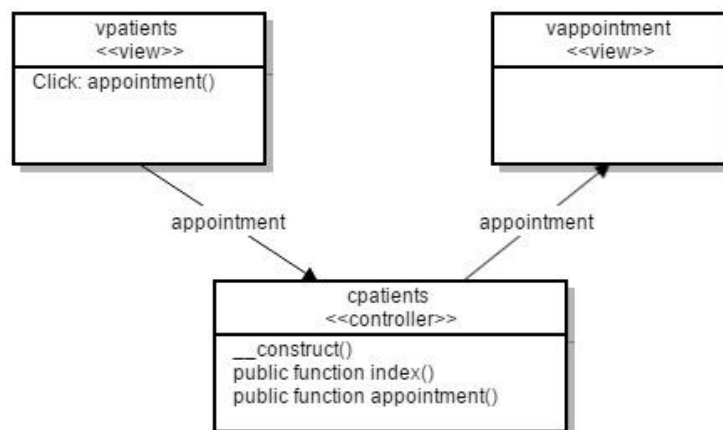 vpatients
<<view>>
Click: appointment()
vappointment
<<view>>
appointment
appointment
cpatients
<<controller>>
__construct()
public function index()
public function appointment()